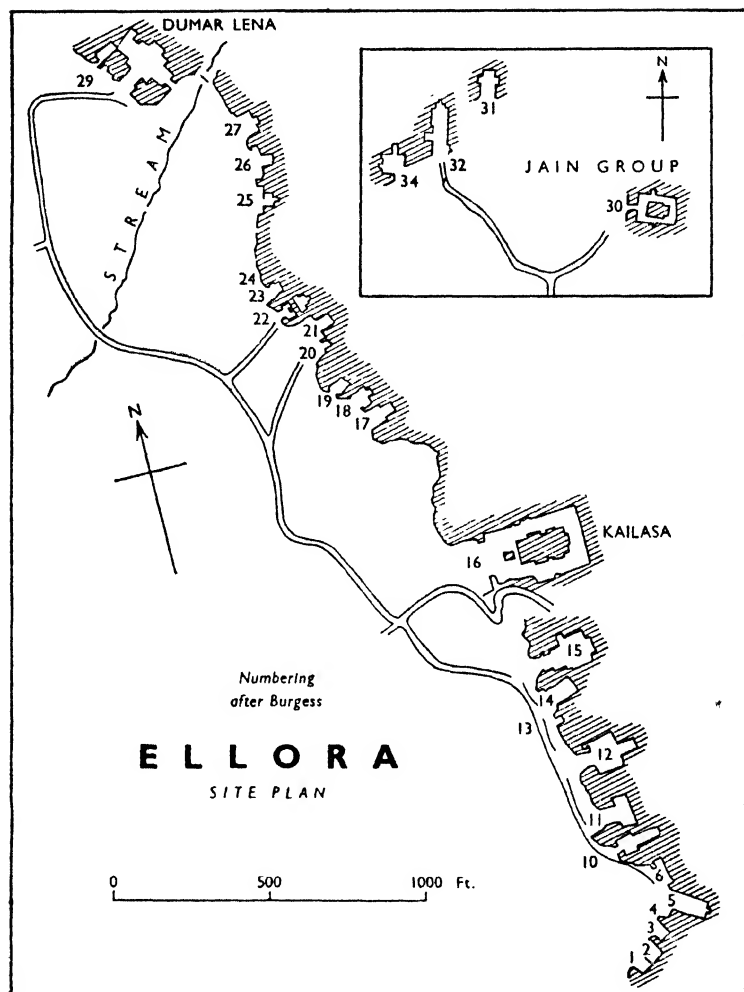 DUMAR LENA
29
STREAM
27
26
25
24
23
22
21
20
19
18
17
N
31
32
34
JAIN GROUP
30
N
KAILASA
16
15
14
13
12
11
10
6
5
4
3
2
1
Numbering
after Burgess
ELLORA
SITE PLAN
0 500 1000 Ft.